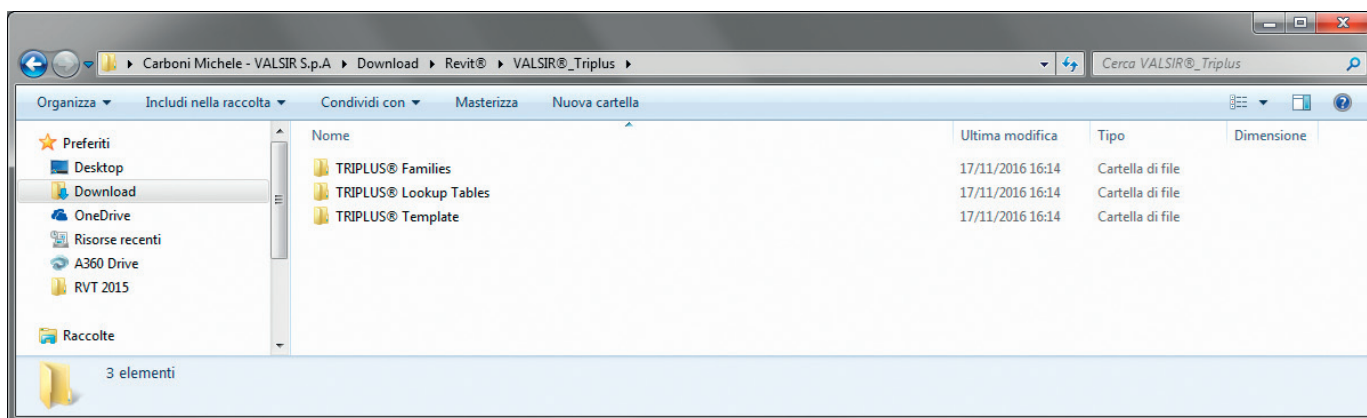 Carboni Michele - VALSIR S.p.A ▸ Download ▸ Revit® ▸ VALSIR®_Triplus ▸ Cerca VALSIR®_Triplus
Organizza Includi nella raccolta Condividi con Masterizza Nuova cartella
Preferiti
Desktop
Download
OneDrive
Risorse recenti
A360 Drive
RVT 2015
Raccolte
Nome Ultima modifica Tipo Dimensione
TRIPLUS® Families 17/11/2016 16:14 Cartella di file
TRIPLUS® Lookup Tables 17/11/2016 16:14 Cartella di file
TRIPLUS® Template 17/11/2016 16:14 Cartella di file
3 elementi